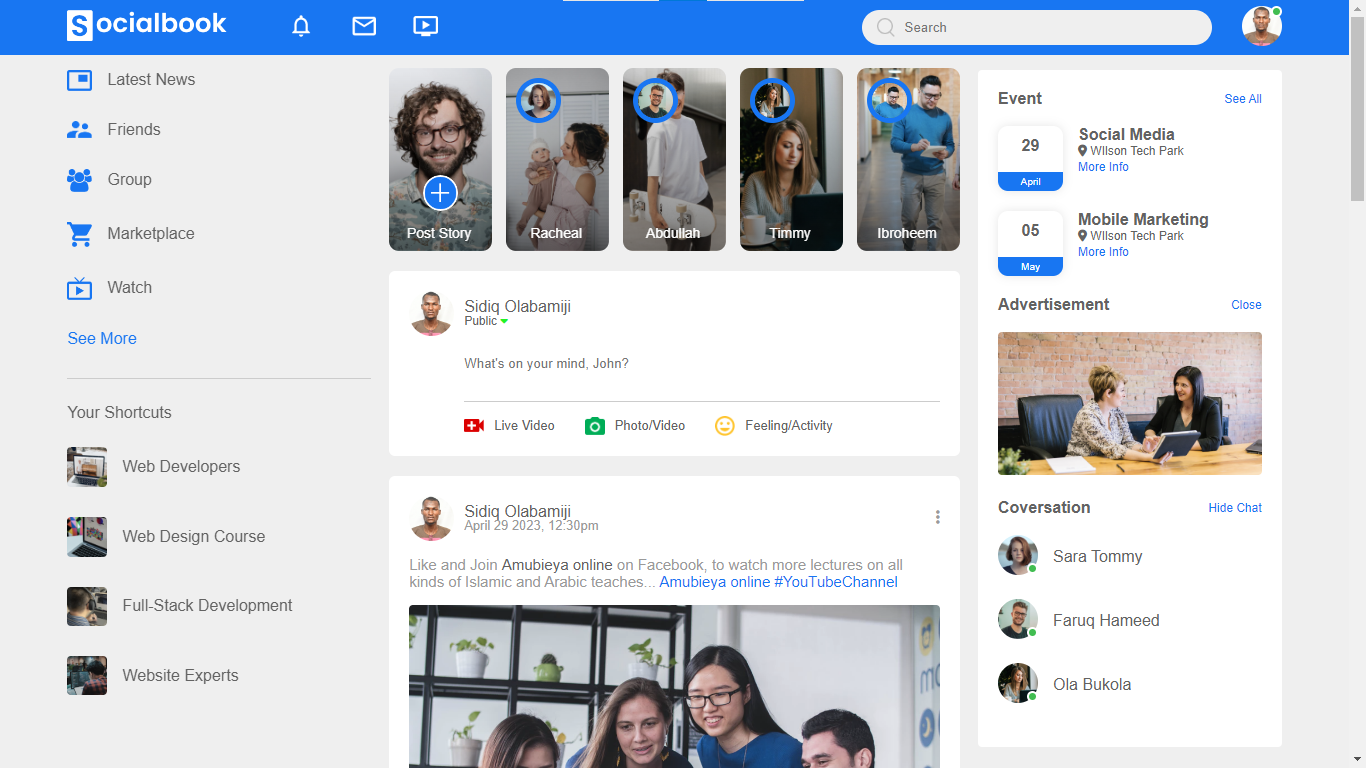 Socialbook
Search
Latest News
Friends
Group
Marketplace
Watch
See More
Your Shortcuts
Web Developers
Web Design Course
Full-Stack Development
Website Experts
Post Story
Racheal
Abdullah
Timmy
Ibroheem
Sidiq Olabamiji
Public
What's on your mind, John?
Live Video
Photo/Video
Feeling/Activity
Sidiq Olabamiji
April 29 2023, 12:30pm
Like and Join Amubieya online on Facebook, to watch more lectures on all
kinds of Islamic and Arabic teaches... Amubieya online #YouTubeChannel
Event
See All
29
April
Social Media
WIlson Tech Park
More Info
05
May
Mobile Marketing
WIlson Tech Park
More Info
Advertisement
Close
Coversation
Hide Chat
Sara Tommy
Faruq Hameed
Ola Bukola